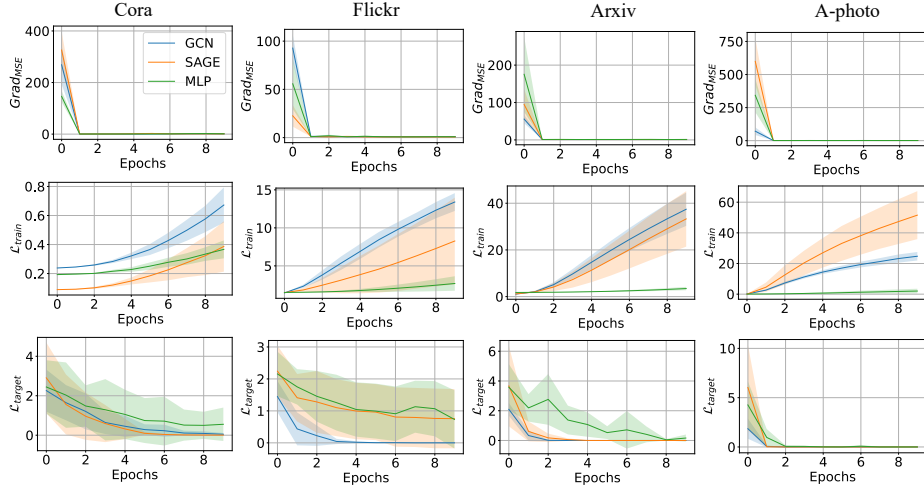 Cora
Flickr
Arxiv
A-photo
400
200
0
Grad_MSE
0 2 4 6 8
Epochs
GCN
SAGE
MLP
100
50
0
Grad_MSE
0 2 4 6 8
Epochs
200
100
0
Grad_MSE
0 2 4 6 8
Epochs
750
500
250
0
Grad_MSE
0 2 4 6 8
Epochs
0.8
0.6
0.4
0.2
ℒ_train
0 2 4 6 8
Epochs
15
10
5
ℒ_train
0 2 4 6 8
Epochs
40
20
0
ℒ_train
0 2 4 6 8
Epochs
60
40
20
0
ℒ_train
0 2 4 6 8
Epochs
4
2
0
ℒ_target
0 2 4 6 8
Epochs
3
2
1
0
ℒ_target
0 2 4 6 8
Epochs
6
4
2
0
ℒ_target
0 2 4 6 8
Epochs
10
5
0
ℒ_target
0 2 4 6 8
Epochs